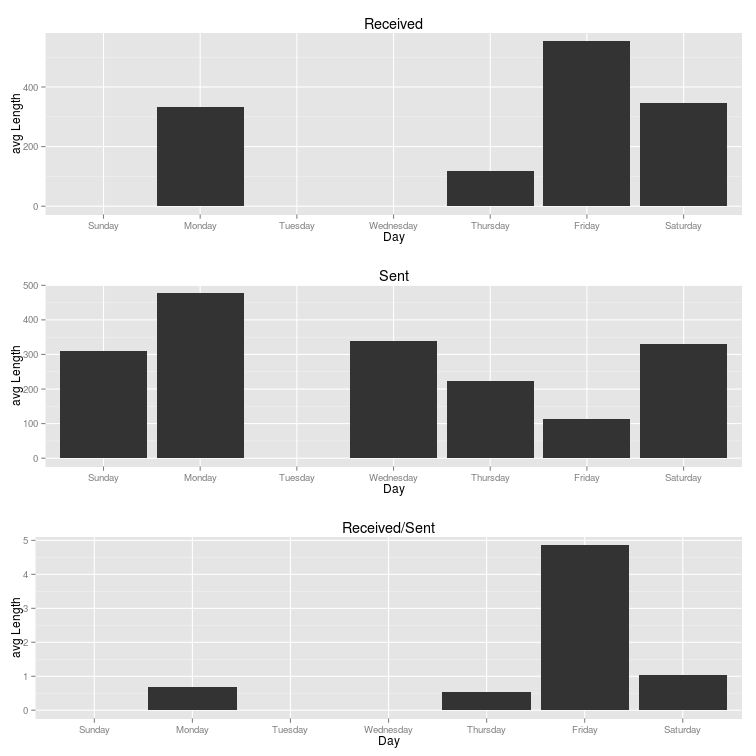 Received
avg Length
400
200
0
Sunday Monday Tuesday Wednesday Thursday Friday Saturday
Day
Sent
avg Length
500
400
300
200
100
0
Sunday Monday Tuesday Wednesday Thursday Friday Saturday
Day
Received/Sent
avg Length
5
4
3
2
1
0
Sunday Monday Tuesday Wednesday Thursday Friday Saturday
Day